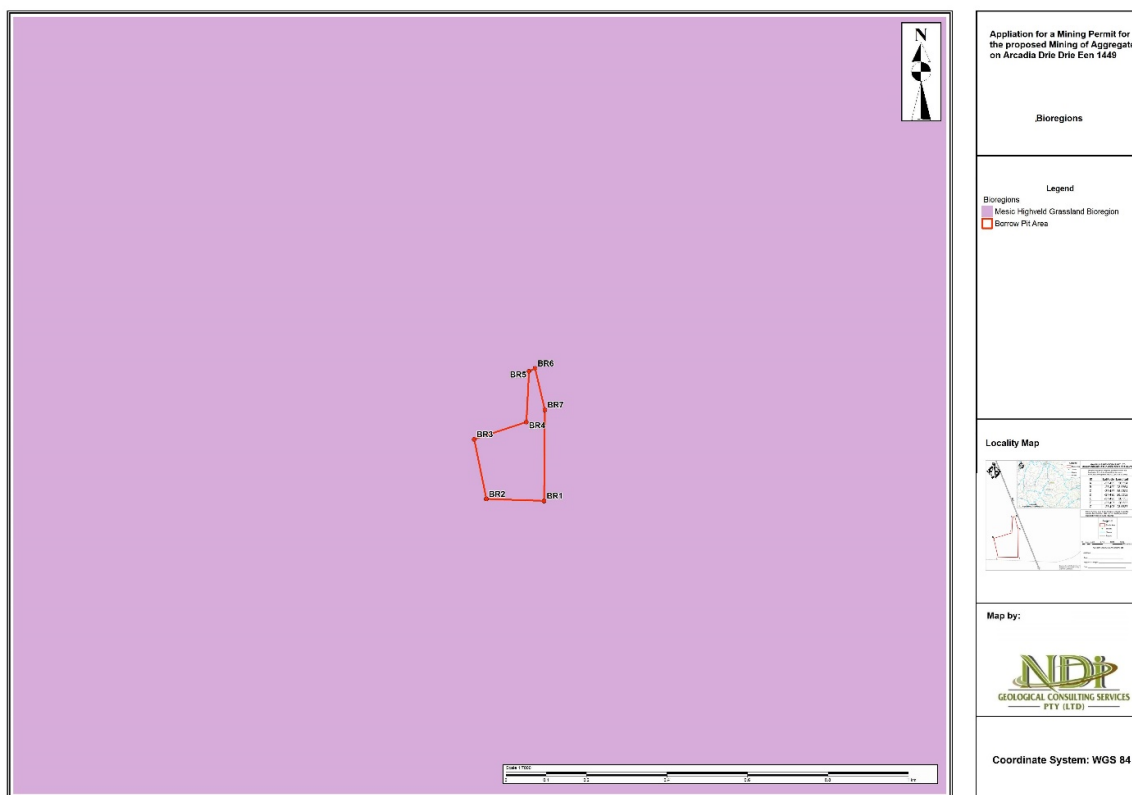 N
BR6
BR5
BR7
BR4
BR3
BR2
BR1
Appliation for a Mining Permit for
the proposed Mining of Aggregate
on Arcadia Drie Drie Een 1449
Bioregions
Legend
Bioregions
Mesic Highveld Grassland Bioregion
Borrow Pit Area
Locality Map
Map by:
NDi
GEOLOGICAL CONSULTING SERVICES
PTY (LTD)
Coordinate System: WGS 84